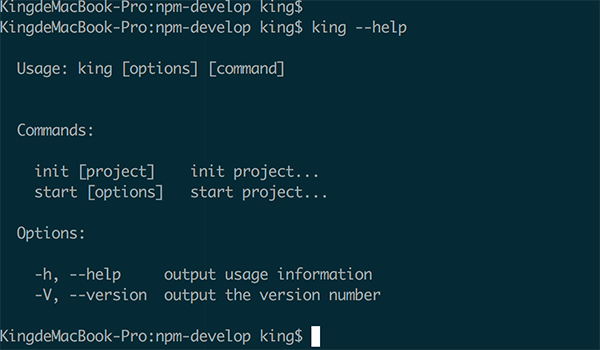 KingdeMacBook-Pro:npm-develop king$
KingdeMacBook-Pro:npm-develop king$ king --help
Usage: king [options] [command]
Commands:
init [project]    init project...
start [options]   start project...
Options:
-h, --help     output usage information
-V, --version  output the version number
KingdeMacBook-Pro:npm-develop king$